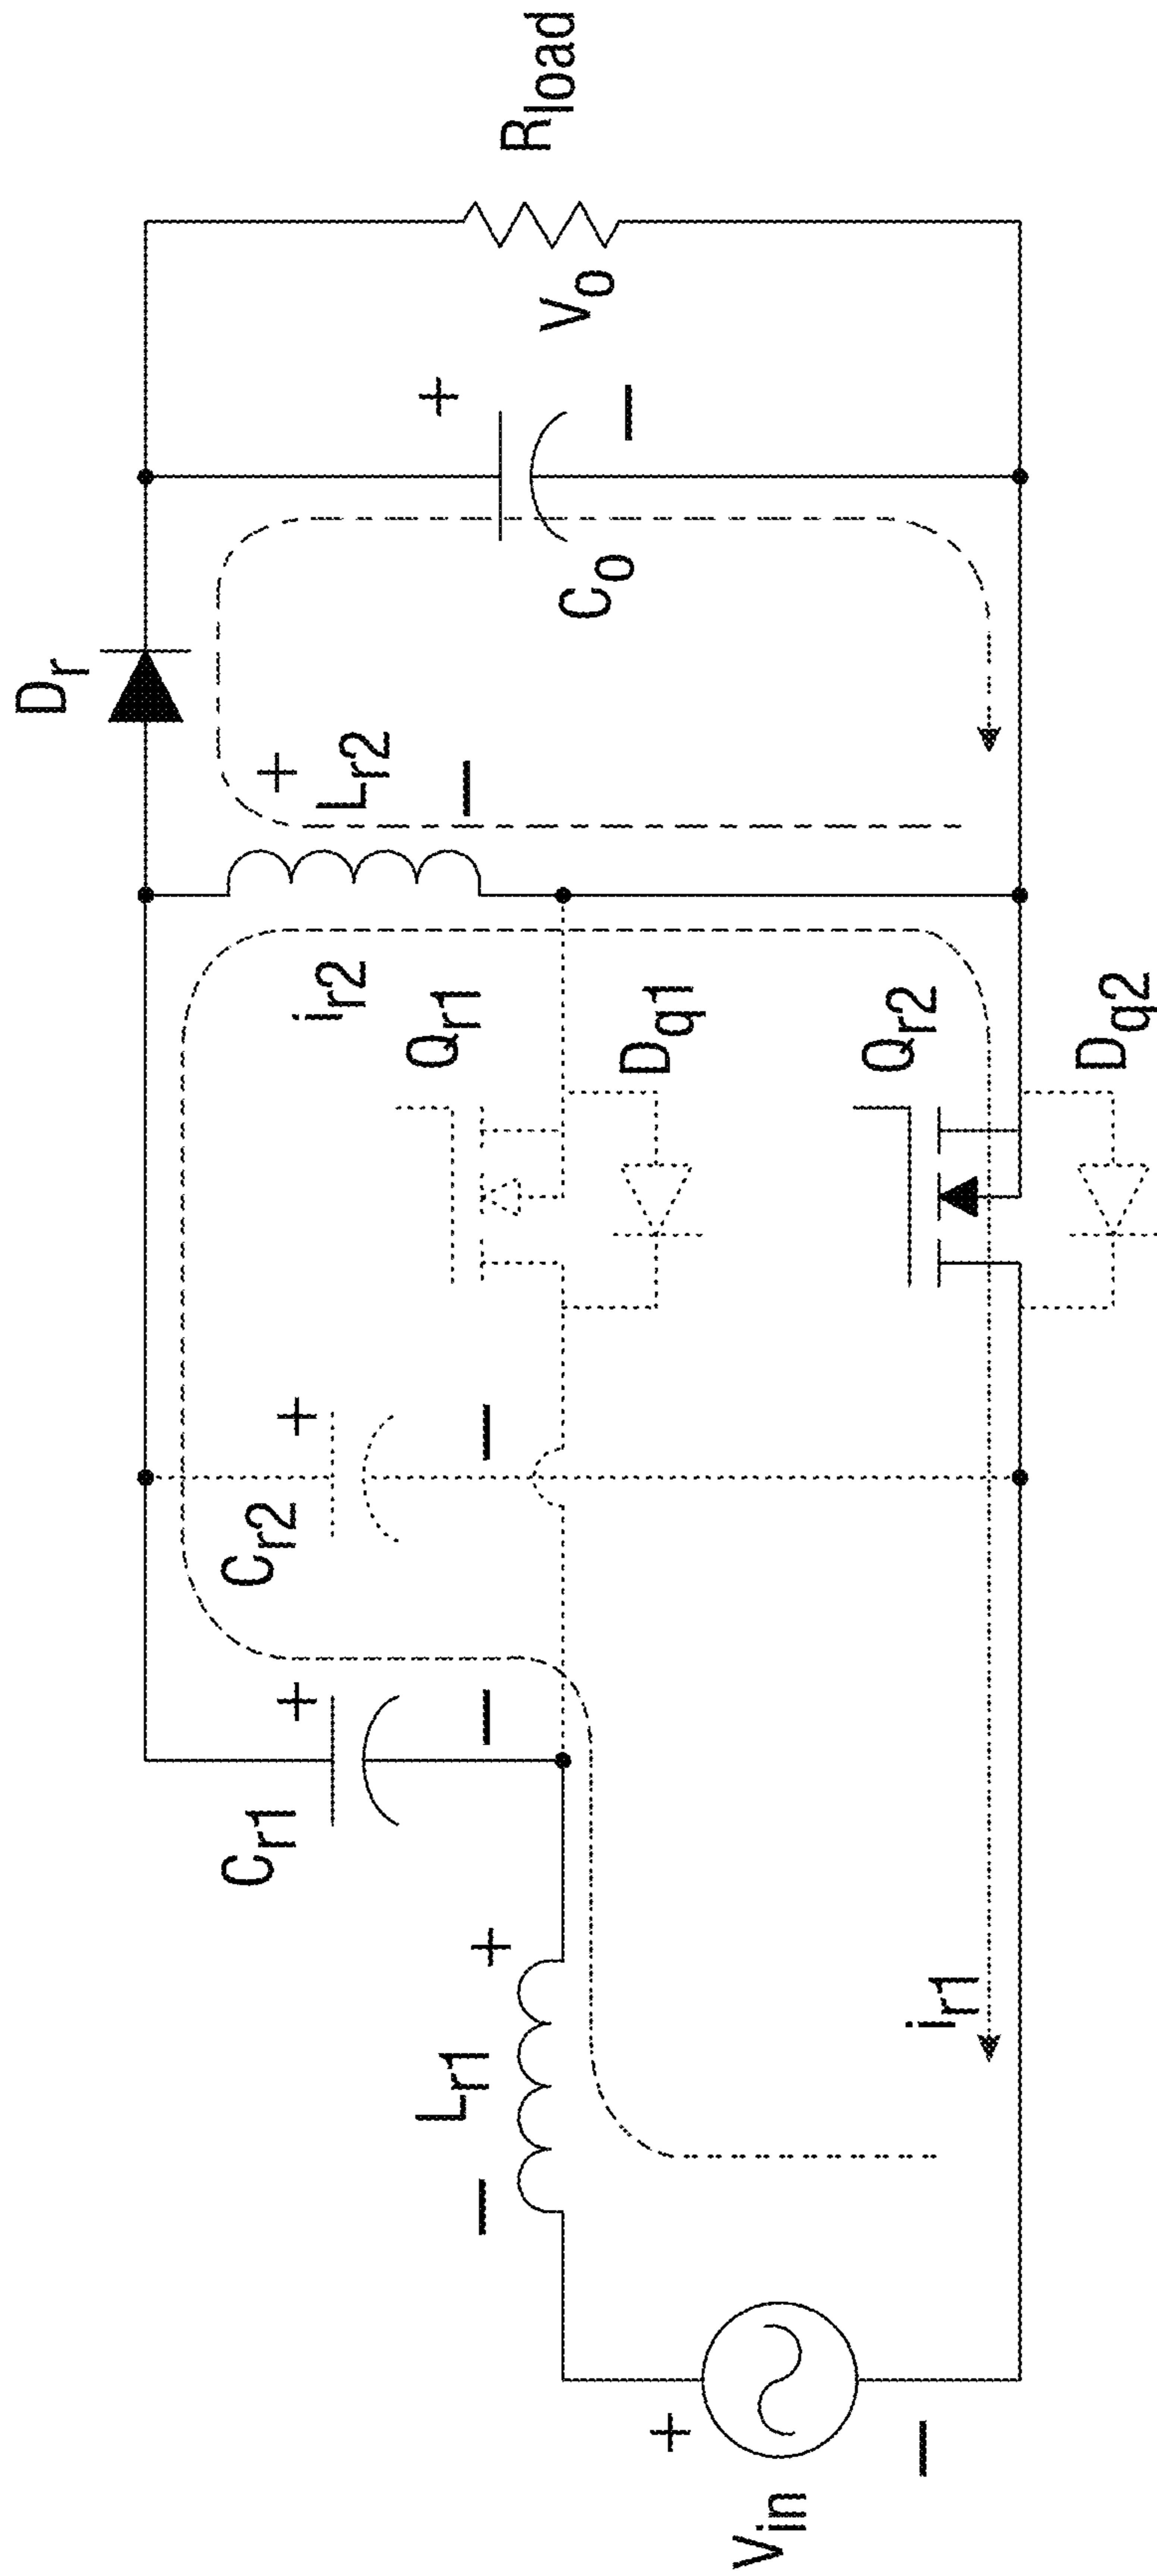 Vin
+
−
Lr1
−
+
Cr1
+
−
Cr2
+
−
ir1
ir2
Qr1
Dq1
Qr2
Dq2
Lr2
+
−
Dr
Co
+
−
Vo
Rload